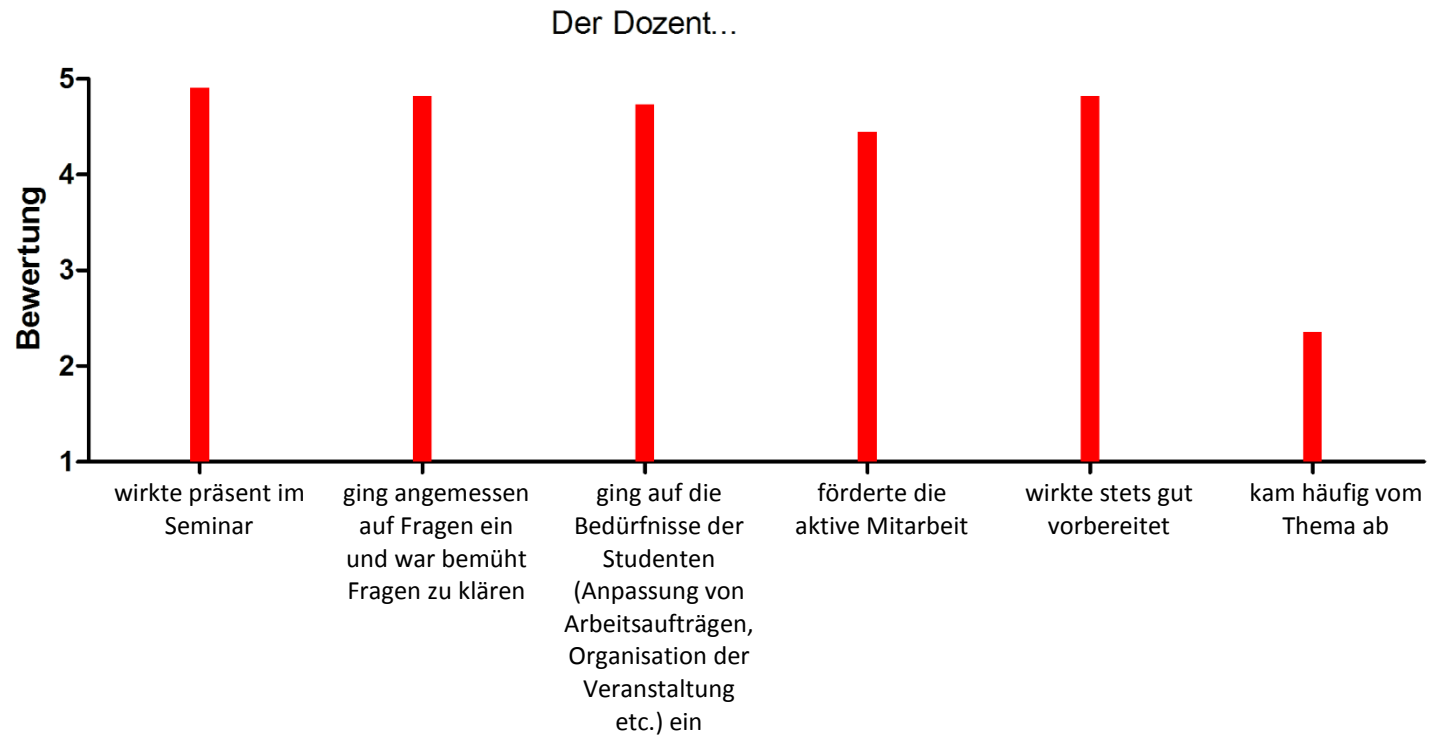 Der Dozent...
Bewertung
5
4
3
2
1
wirkte präsent im
Seminar
ging angemessen
auf Fragen ein
und war bemüht
Fragen zu klären
ging auf die
Bedürfnisse der
Studenten
(Anpassung von
Arbeitsaufträgen,
Organisation der
Veranstaltung
etc.) ein
förderte die
aktive Mitarbeit
wirkte stets gut
vorbereitet
kam häufig vom
Thema ab